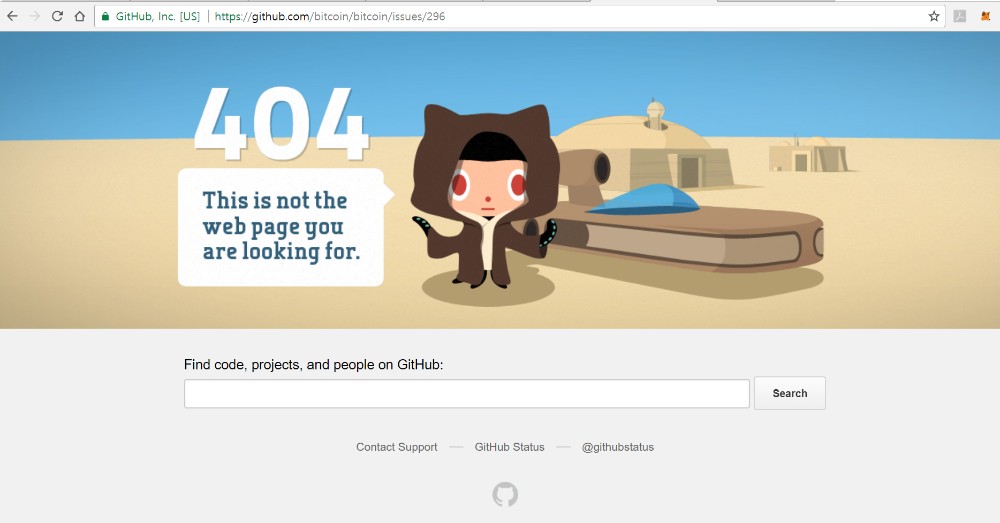 GitHub, Inc. [US] https://github.com/bitcoin/bitcoin/issues/296
404
This is not the
web page you
are looking for.
Find code, projects, and people on GitHub:
Search
Contact Support — GitHub Status — @githubstatus